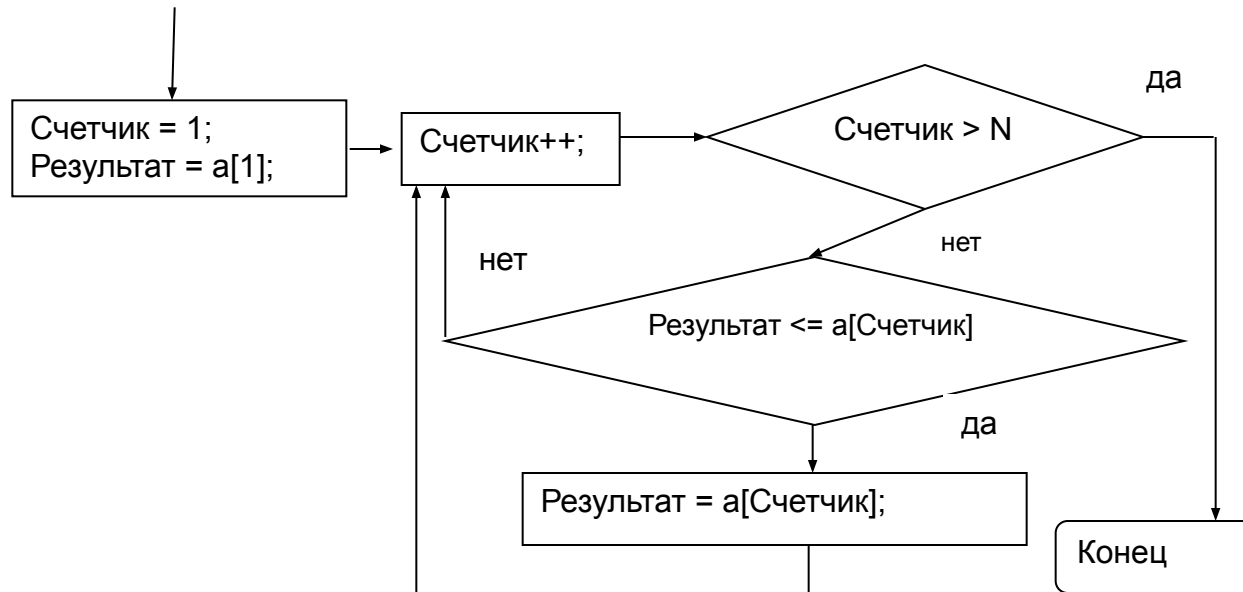 да
Счетчик = 1;
Результат = a[1];
Счетчик++;
Счетчик > N
нет
нет
Результат <= a[Счетчик]
да
Результат = a[Счетчик];
Конец